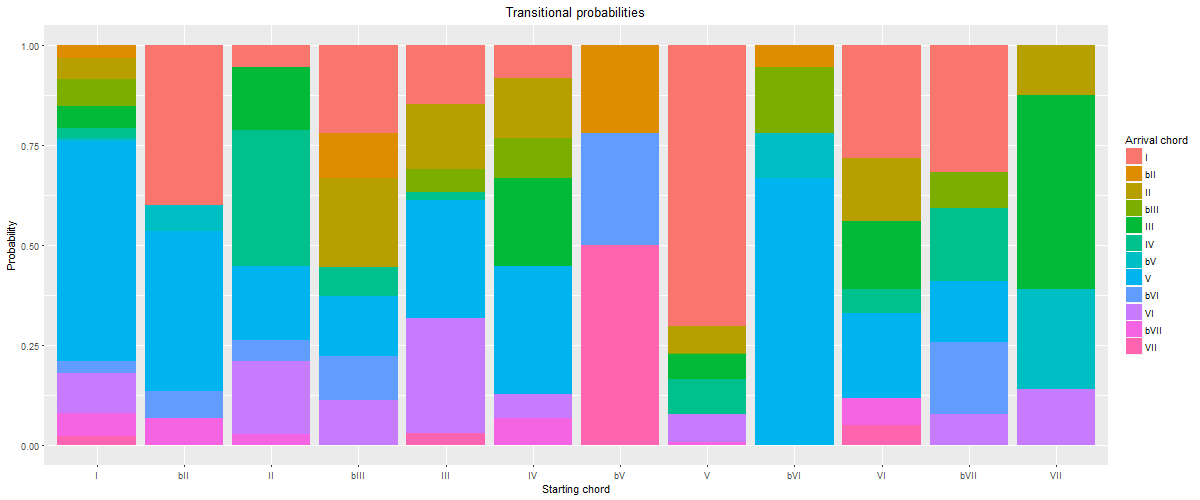 Transitional probabilities
Probability
1.00
0.75
0.50
0.25
0.00
I bII II bIII III IV bV V bVI VI bVII VII
Starting chord
Arrival chord
I
bII
II
bIII
III
IV
bV
V
bVI
VI
bVII
VII